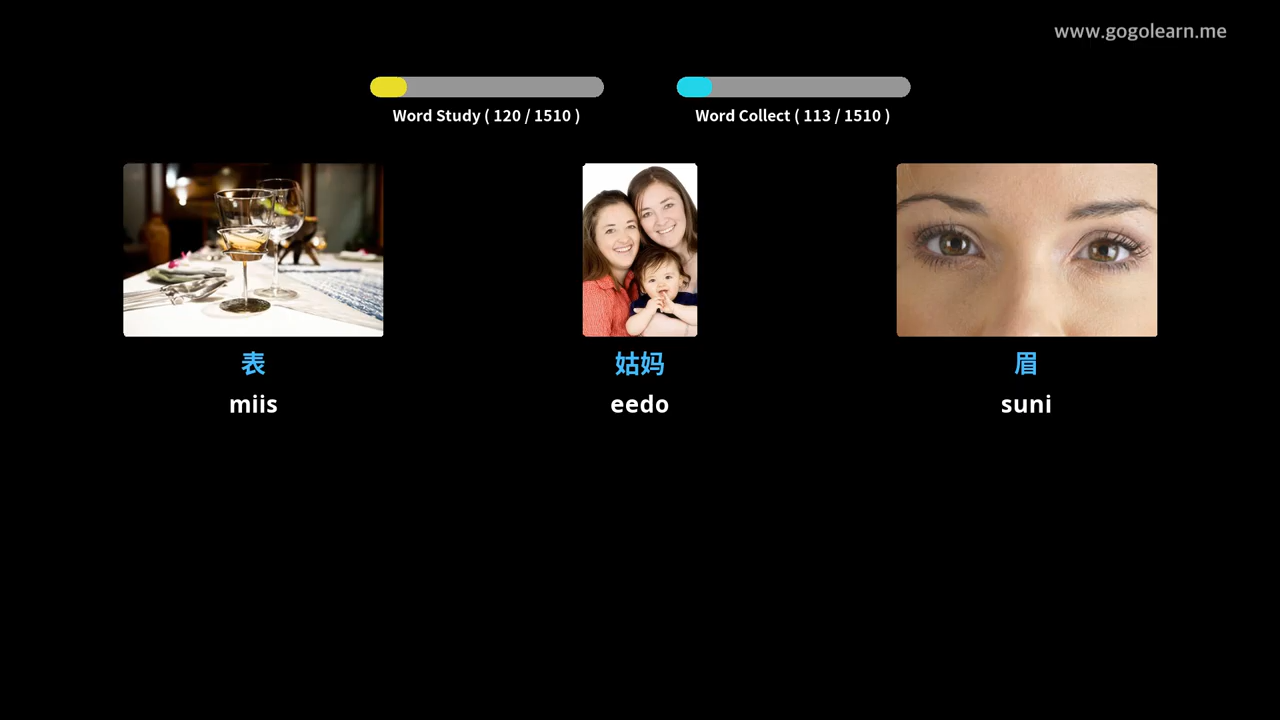 www.gogolearn.me
Word Study ( 120 / 1510 )
Word Collect ( 113 / 1510 )
表
姑妈
眉
miis
eedo
suni